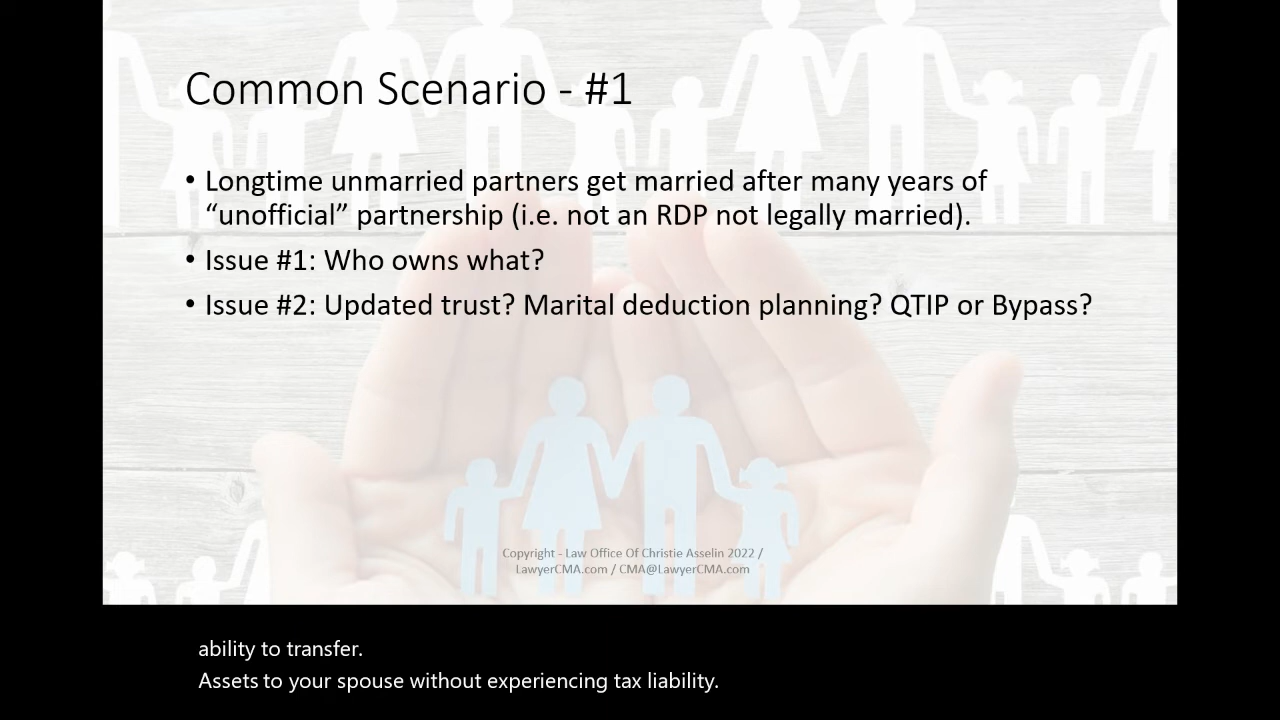 Common Scenario - #1
• Longtime unmarried partners get married after many years of
“unofficial” partnership (i.e. not an RDP not legally married).
• Issue #1: Who owns what?
• Issue #2: Updated trust? Marital deduction planning? QTIP or Bypass?
Copyright - Law Office Of Christie Asselin 2022 /
LawyerCMA.com / CMA@LawyerCMA.com
ability to transfer.
Assets to your spouse without experiencing tax liability.